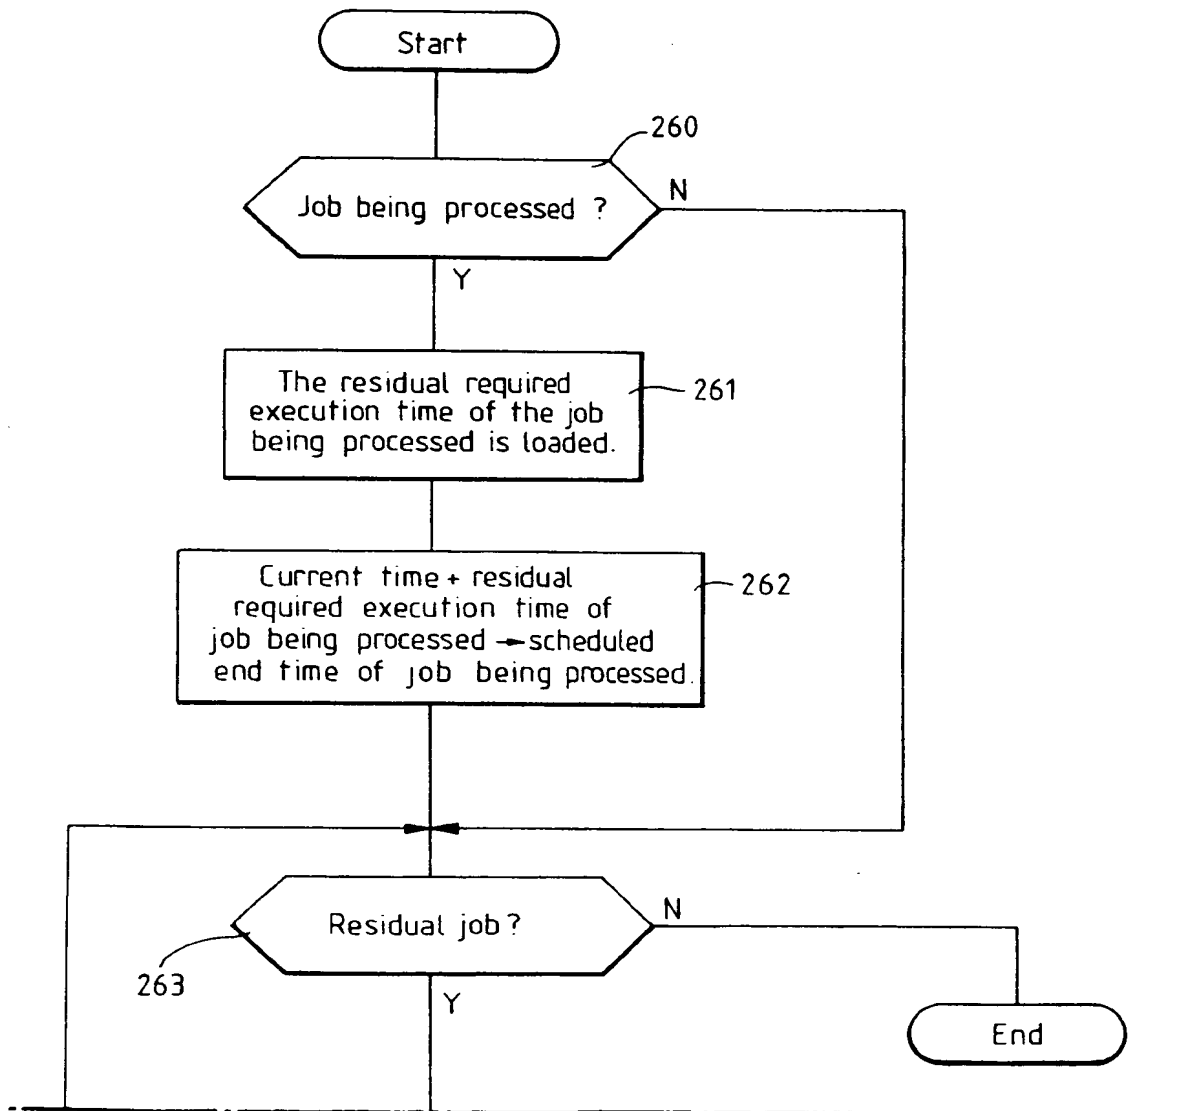 Start
260
Job being processed ?
N
Y
The residual required
execution time of the job
being processed is loaded.
261
Current time + residual
required execution time of
job being processed → scheduled
end time of job being processed.
262
Residual job ?
N
263
Y
End